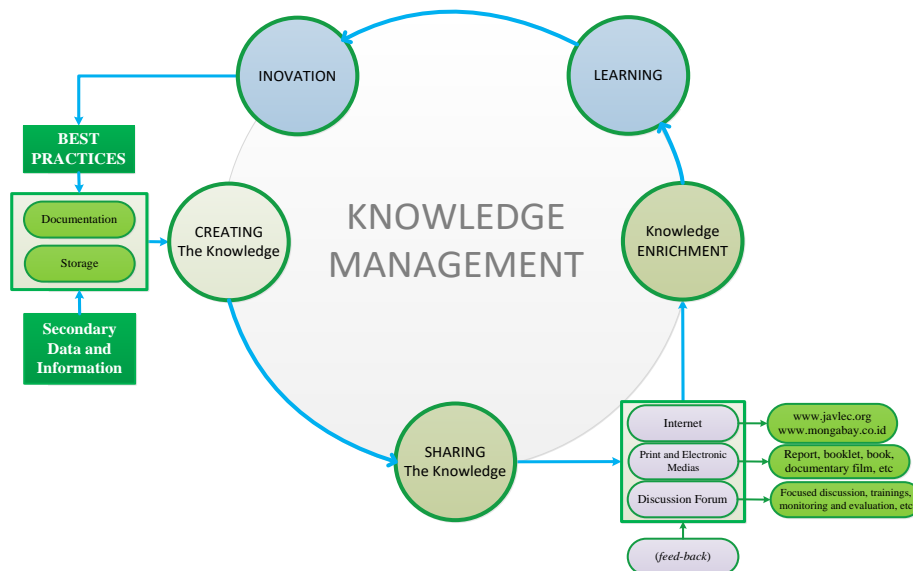 INOVATION
LEARNING
BEST
PRACTICES
Documentation
Storage
CREATING
The Knowledge
KNOWLEDGE
MANAGEMENT
Knowledge
ENRICHMENT
Secondary
Data and
Information
SHARING
The Knowledge
Internet
www.javlec.org
www.mongabay.co.id
Print and Electronic
Medias
Report, booklet, book,
documentary film, etc
Discussion Forum
Focused discussion, trainings,
monitoring and evaluation, etc
(feed-back)